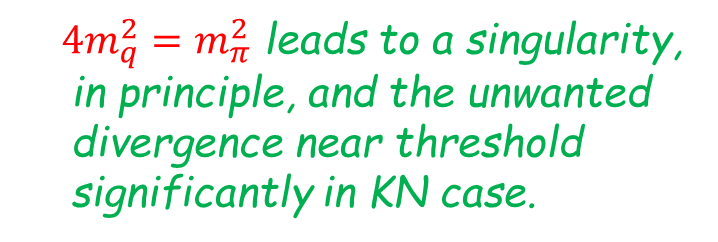 4m_q^2 = m_π^2 leads to a singularity,
in principle, and the unwanted
divergence near threshold
significantly in KN case.